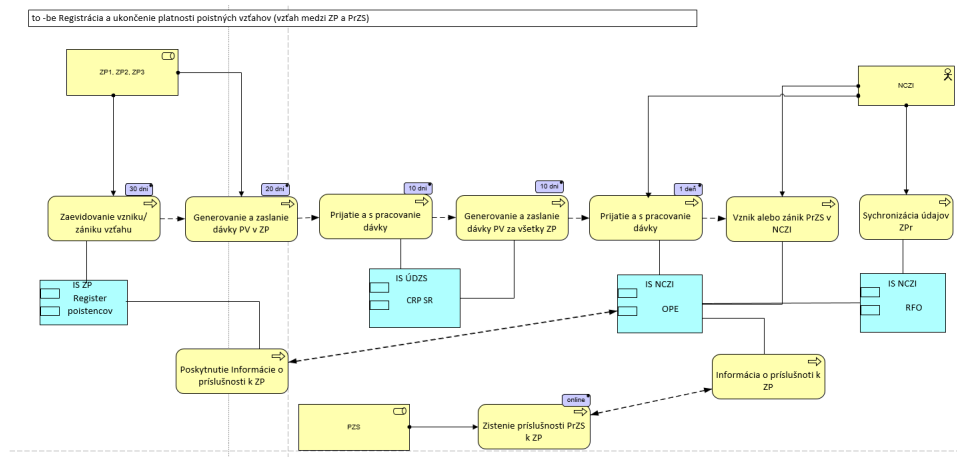 to -be Registrácia a ukončenie platnosti poistných vzťahov (vzťah medzi ZP a PrZS)
ZP1, ZP2, ZP3
NCZI
30 dní
20 dní
10 dní
10 dní
1 deň
Zaevidovanie vzniku/
zániku vzťahu
Generovanie a zaslanie
dávky PV v ZP
Prijatie a s pracovanie
dávky
Generovanie a zaslanie
dávky PV za všetky ZP
Prijatie a s pracovanie
dávky
Vznik alebo zánik PrZS v
NCZI
Sychronizácia údajov
ZPr
IS ZP
Register
poistencov
IS ÚDZS
CRP SR
IS NCZI
OPE
IS NCZI
RFO
Poskytnutie Informácie o
príslušnosti k ZP
Informácia o príslušnoti k
ZP
online
PZS
Zistenie príslušnosti PrZS
k ZP